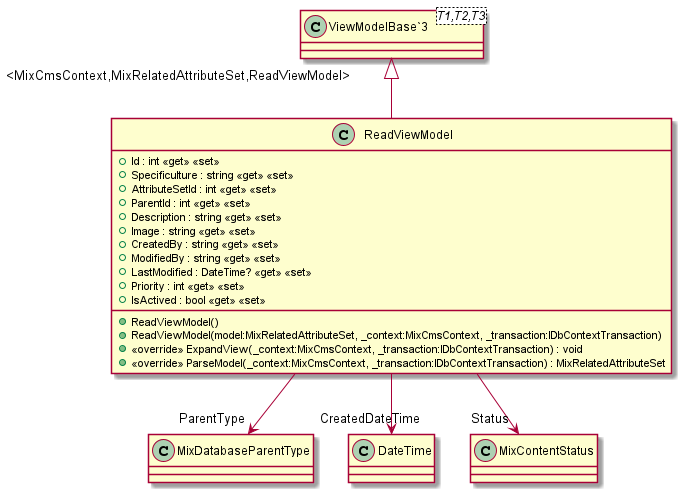 C ViewModelBase`3 T1,T2,T3
<MixCmsContext,MixRelatedAttributeSet,ReadViewModel>
C ReadViewModel
Id : int «get» «set»
Specificulture : string «get» «set»
AttributeSetId : int «get» «set»
ParentId : int «get» «set»
Description : string «get» «set»
Image : string «get» «set»
CreatedBy : string «get» «set»
ModifiedBy : string «get» «set»
LastModified : DateTime? «get» «set»
Priority : int «get» «set»
IsActived : bool «get» «set»
ReadViewModel()
ReadViewModel(model:MixRelatedAttributeSet, _context:MixCmsContext, _transaction:IDbContextTransaction)
«override» ExpandView(_context:MixCmsContext, _transaction:IDbContextTransaction) : void
«override» ParseModel(_context:MixCmsContext, _transaction:IDbContextTransaction) : MixRelatedAttributeSet
ParentType CreatedDateTime Status
C MixDatabaseParentType C DateTime C MixContentStatus